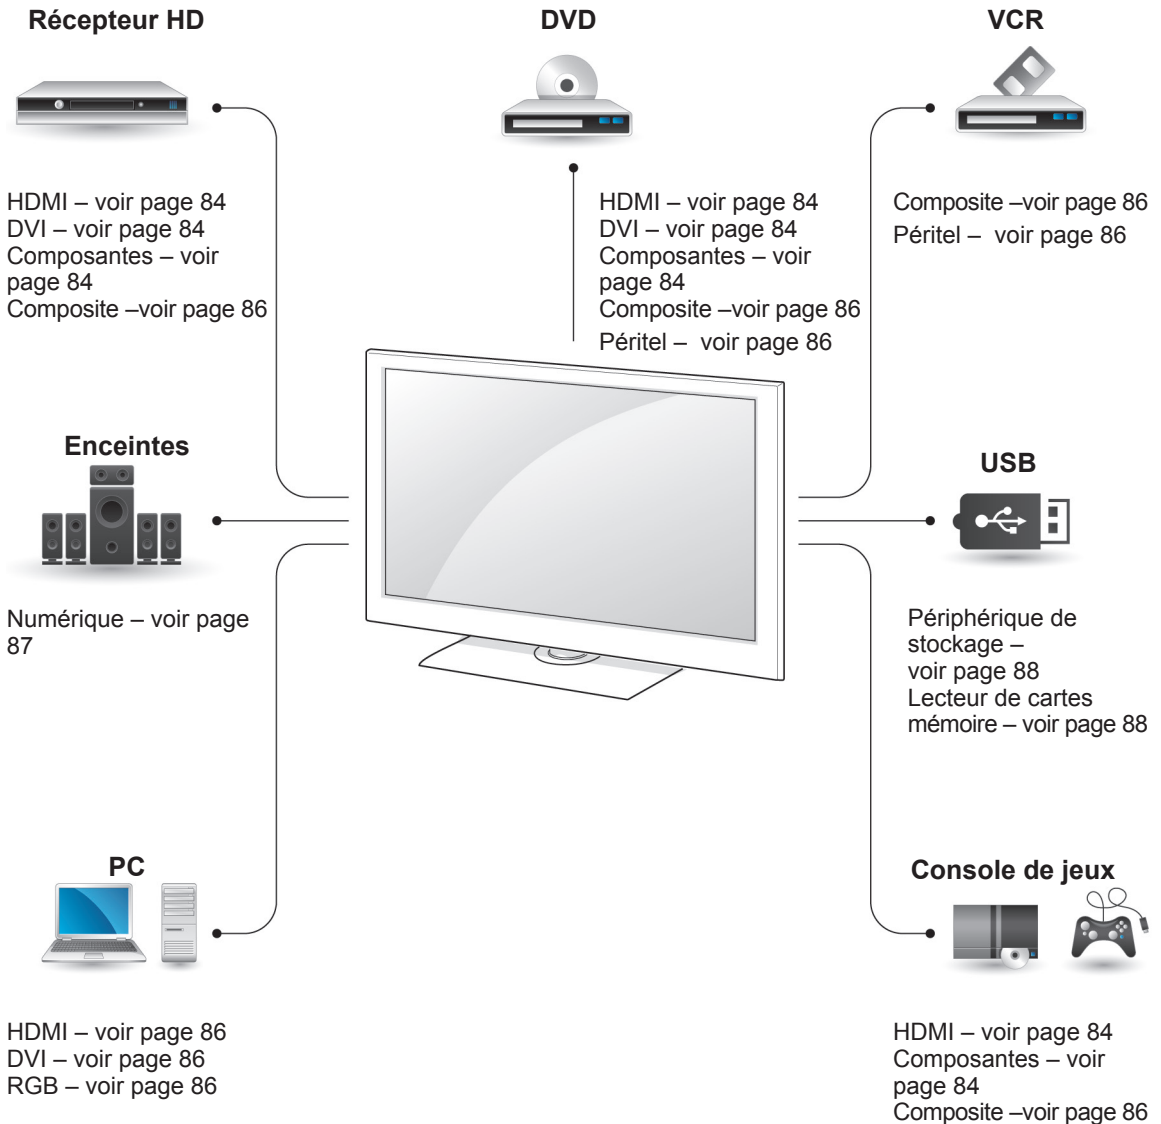 Récepteur HD
HDMI – voir page 84
DVI – voir page 84
Composantes – voir
page 84
Composite –voir page 86
DVD
HDMI – voir page 84
DVI – voir page 84
Composantes – voir
page 84
Composite –voir page 86
Péritel –  voir page 86
VCR
Composite –voir page 86
Péritel –  voir page 86
Enceintes
Numérique – voir page
87
USB
Périphérique de
stockage –
voir page 88
Lecteur de cartes
mémoire – voir page 88
PC
HDMI – voir page 86
DVI – voir page 86
RGB – voir page 86
Console de jeux
HDMI – voir page 84
Composantes – voir
page 84
Composite –voir page 86